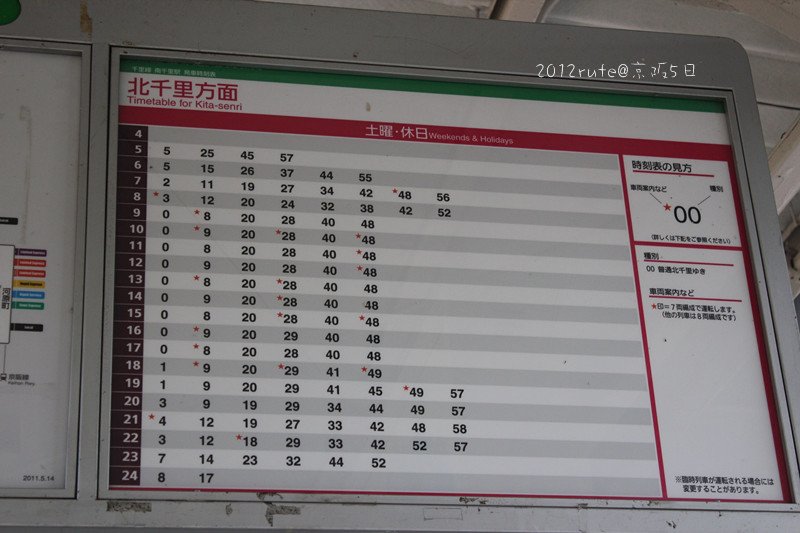 2012rute@京阪5日
千里線 南千里駅 発車時刻表
北千里方面
Timetable for Kita-senri
土曜・休日 Weekends & Holidays
4
5 5 25 45 57
6 5 15 26 37 44 55
7 2 11 19 27 34 42 ★48 56
8 ★3 12 20 24 32 38 42 52
9 0 ★8 20 28 40 48
10 0 ★9 20 ★28 40 ★48
11 0 8 20 28 40 ★48
12 0 9 20 28 40 ★48
13 0 ★8 20 ★28 40 48
14 0 9 20 ★28 40 48
15 0 8 20 ★28 40 ★48
16 0 ★9 20 29 40 48
17 0 ★8 20 28 40 48
18 1 ★9 20 ★29 41 ★49
19 1 9 20 29 41 45 ★49 57
20 3 9 19 29 34 44 49 57
21 ★4 12 19 27 33 42 48 58
22 3 12 ★18 29 33 42 52 57
23 7 14 23 32 44 52
24 8 17
時刻表の見方
車両案内など 種別
★00
(詳しくは下記をご参照ください)
種別
00 普通北千里ゆき
車両案内など
★印=7両編成で運転します。
(他の列車は8両編成です)
※臨時列車が運転される場合には
変更することがあります。
河原町
京阪線
Keihan Rwy
2011.5.14